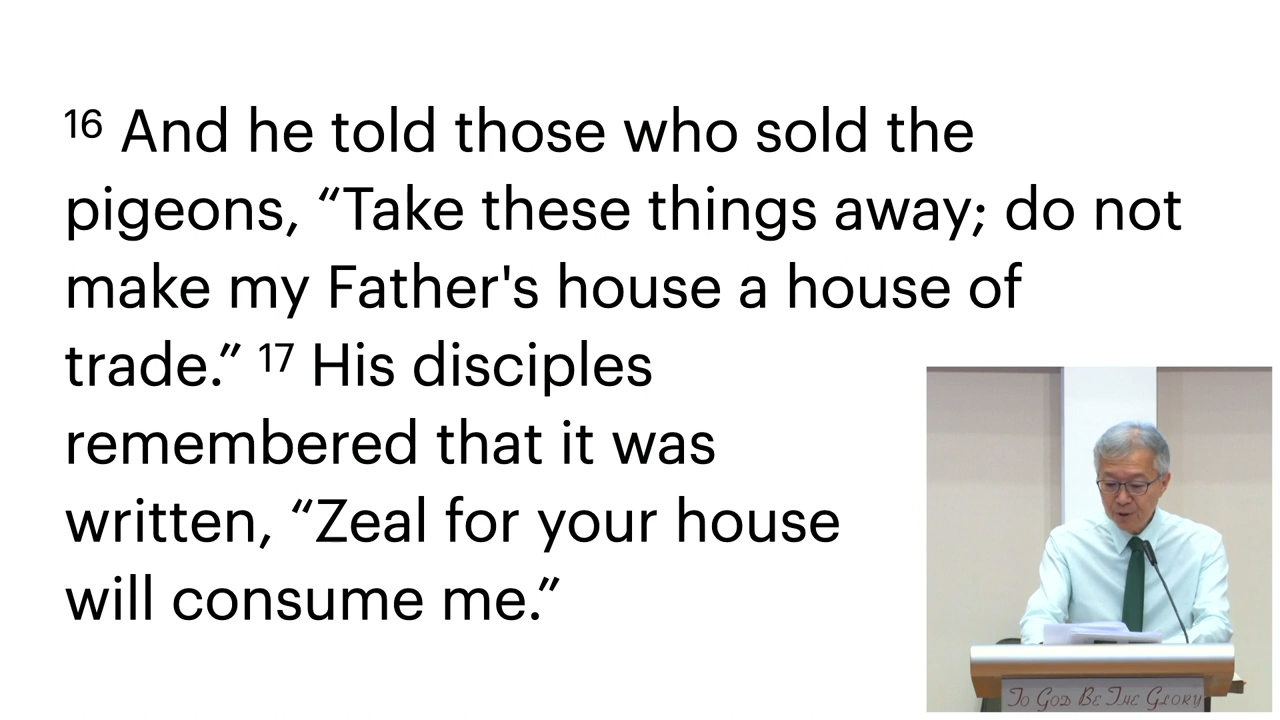 16 And he told those who sold the
pigeons, “Take these things away; do not
make my Father's house a house of
trade.” 17 His disciples
remembered that it was
written, “Zeal for your house
will consume me.”
To God Be The Glory